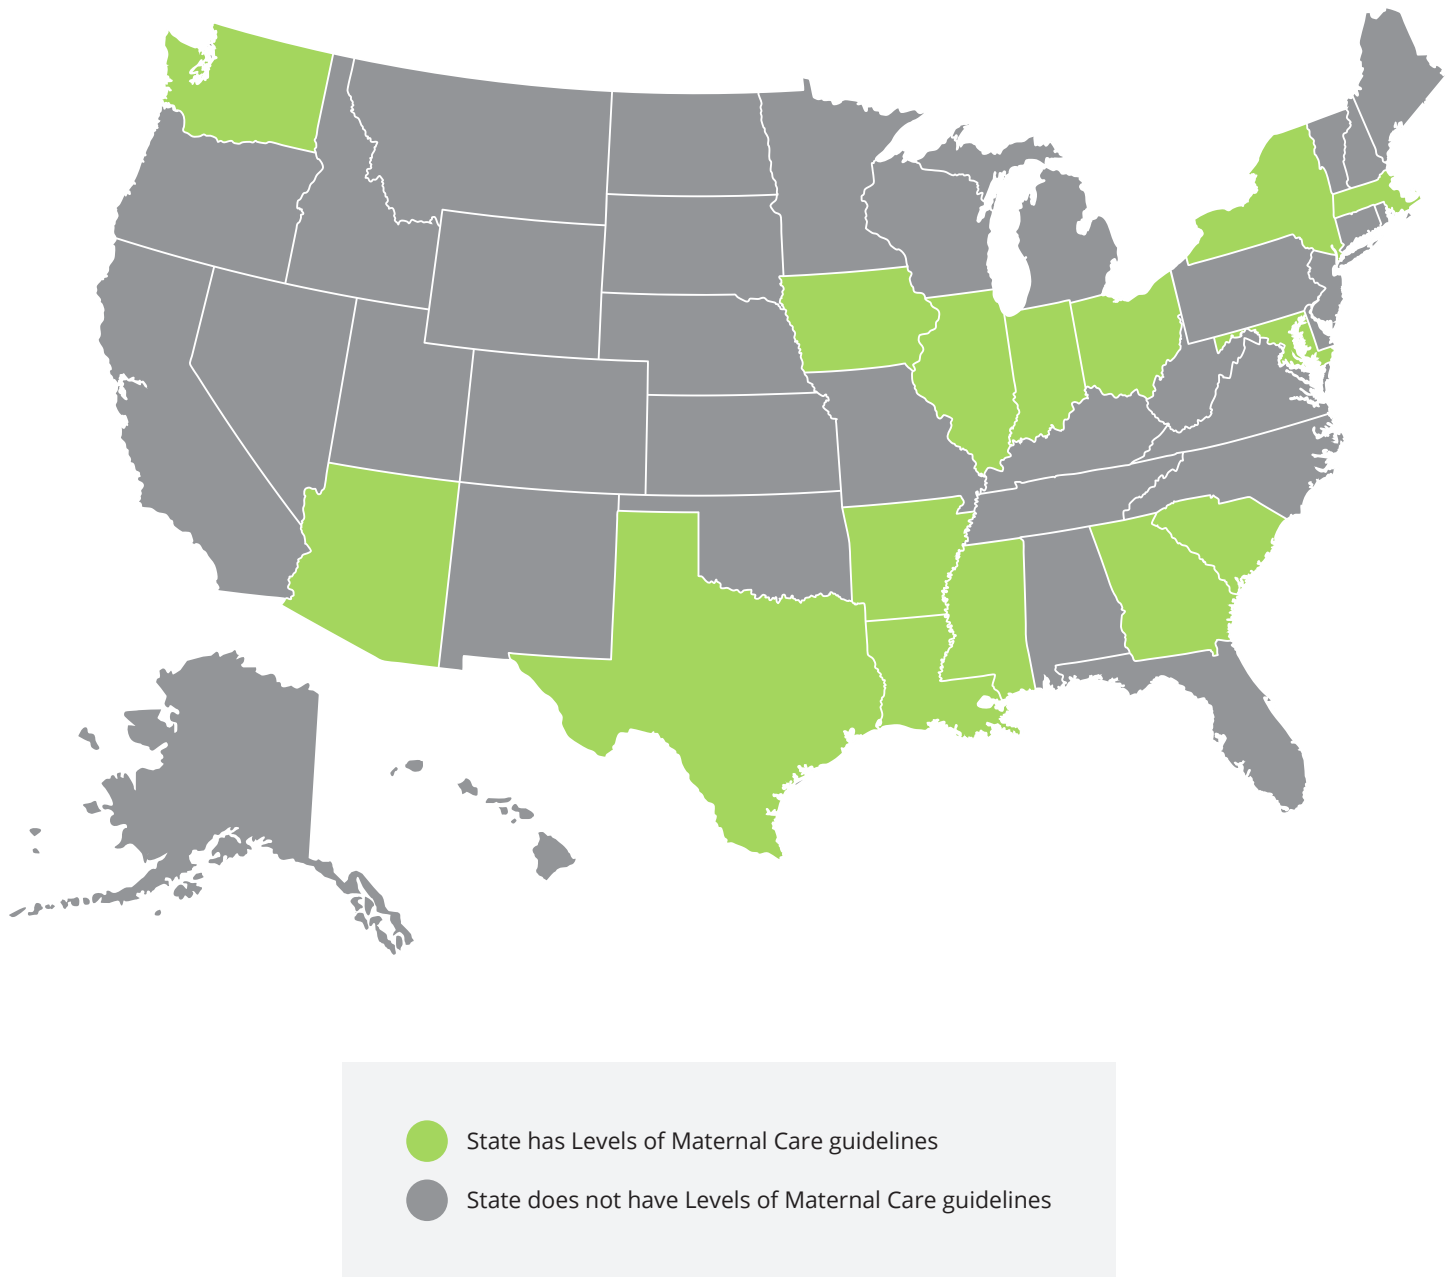 State has Levels of Maternal Care guidelines
State does not have Levels of Maternal Care guidelines